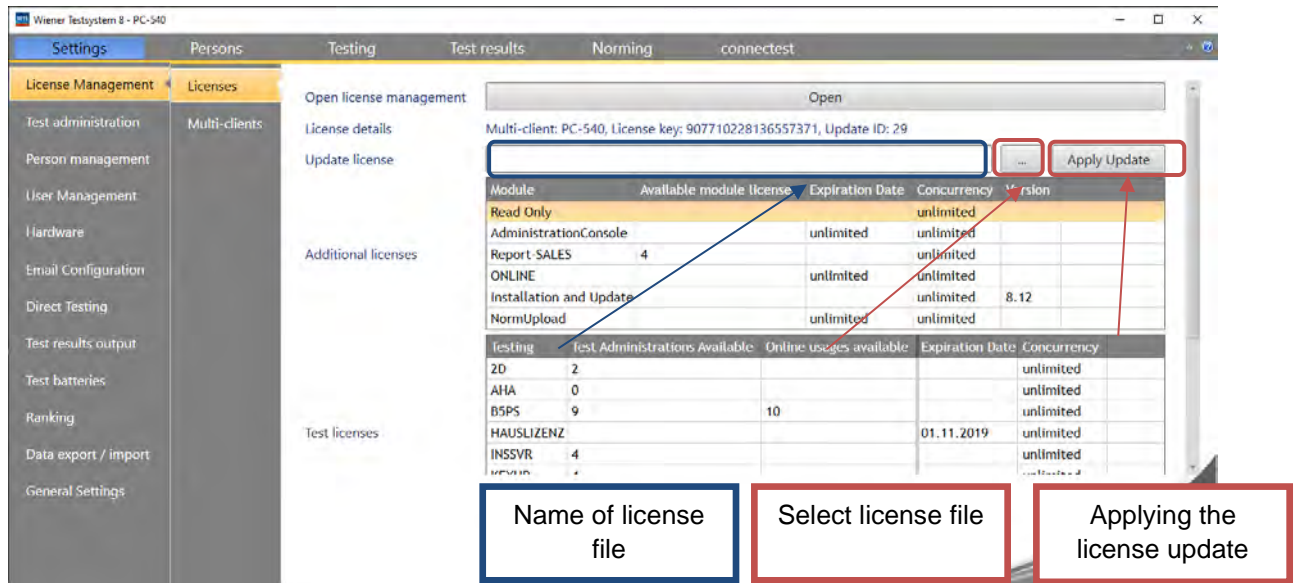 Wiener Testsystem 8 - PC-540
Settings Persons Testing Test results Norming connectest
License Management Licenses
Test administration Multi-clients
Person management
User Management
Hardware
Email Configuration
Direct Testing
Test results output
Test batteries
Ranking
Data export / import
General Settings
Open license management Open
License details Multi-client: PC-540, License key: 907710228136557371, Update ID: 29
Update license ... Apply Update
Additional licenses
Module Available module license Expiration Date Concurrency Version
Read Only unlimited
AdministrationConsole unlimited unlimited
Report-SALES 4 unlimited
ONLINE unlimited unlimited
Installation and Update unlimited 8.12
NormUpload unlimited unlimited
Test licenses
Testing Test Administrations Available Online usages available Expiration Date Concurrency
2D 2 unlimited
AHA 0 unlimited
B5PS 9 10 unlimited
HAUSLIZENZ 01.11.2019 unlimited
INSSVR 4 unlimited
Name of license
file
Select license file
Applying the
license update